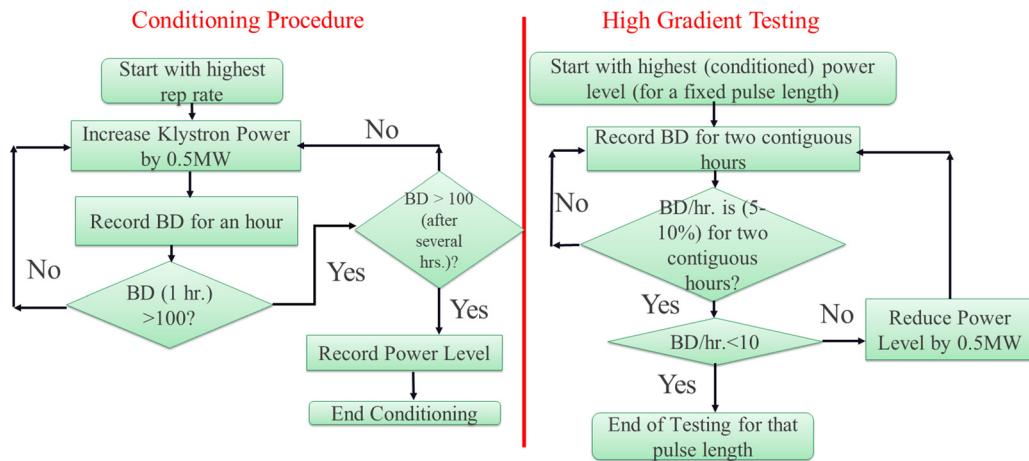 Conditioning Procedure
Start with highest
rep rate
Increase Klystron Power
by 0.5MW
Record BD for an hour
BD (1 hr.)
>100?
No
Yes
No
BD > 100
(after
several
hrs.)?
Yes
Record Power Level
End Conditioning
High Gradient Testing
Start with highest (conditioned) power
level (for a fixed pulse length)
Record BD for two contiguous
hours
BD/hr. is (5-
10%) for two
contiguous
hours?
No
Yes
BD/hr.<10
No
Reduce Power
Level by 0.5MW
Yes
End of Testing for that
pulse length